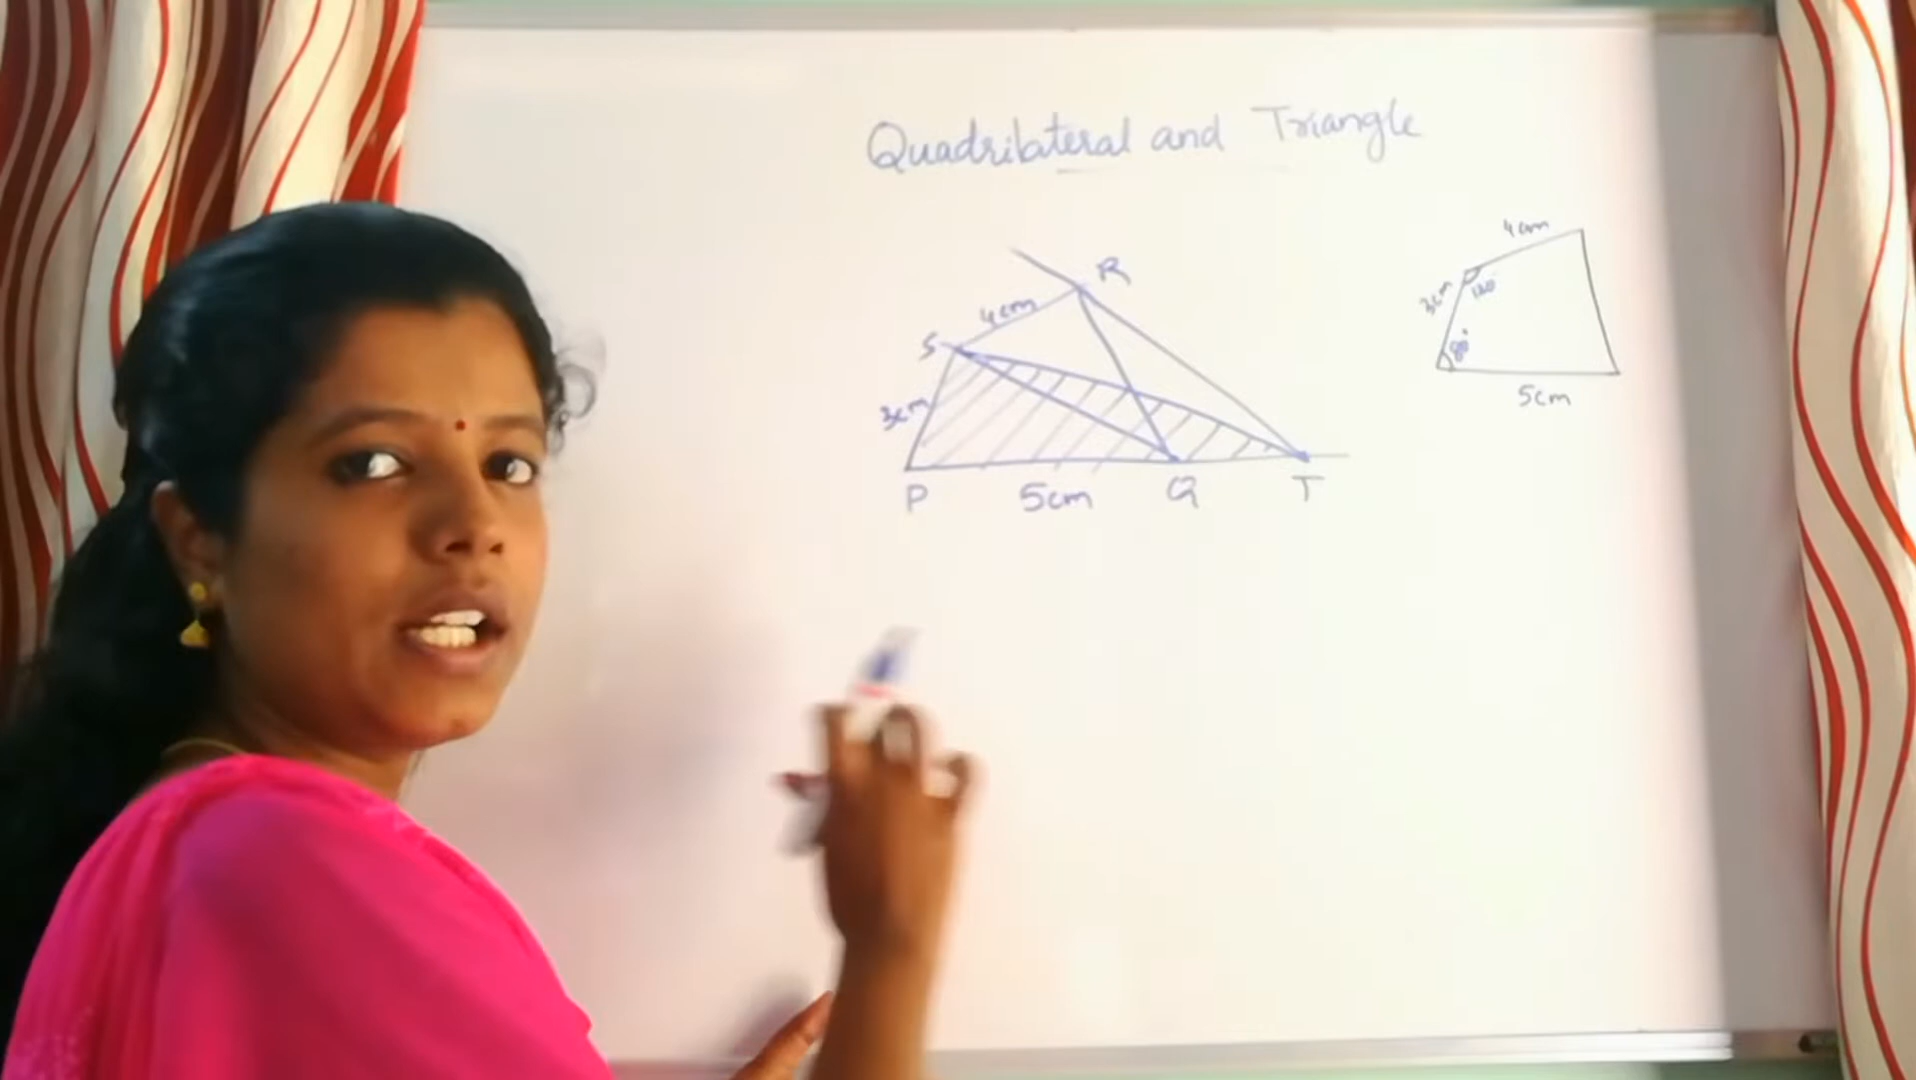 Quadrilateral and Triangle
R
4cm
S
3cm
P 5cm Q T
4cm
3cm
120
80°
5cm